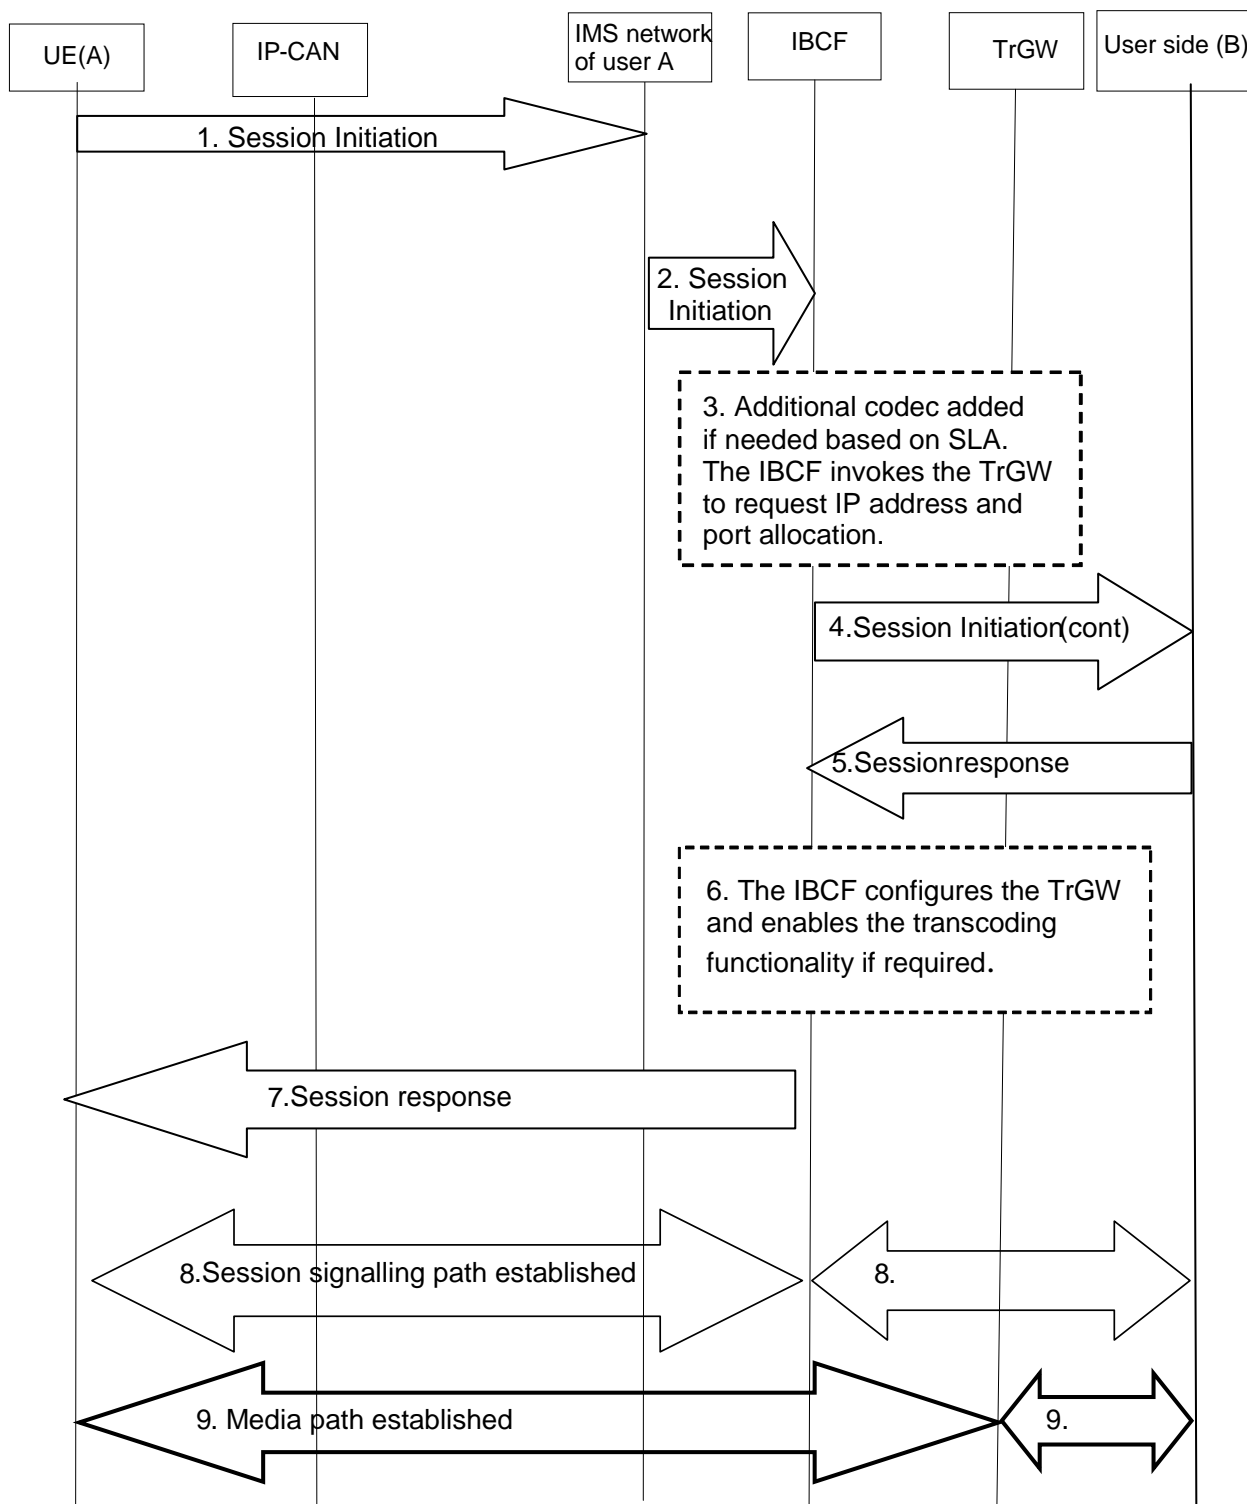 UE(A)
IP-CAN
IMS network
of user A
IBCF
TrGW
User side (B)
1. Session Initiation
2. Session
Initiation
3. Additional codec added
if needed based on SLA.
The IBCF invokes the TrGW
to request IP address and
port allocation.
4.Session Initiation(cont)
5.Sessionresponse
6. The IBCF configures the TrGW
and enables the transcoding
functionality if required.
7.Session response
8.Session signalling path established
8.
9. Media path established
9.